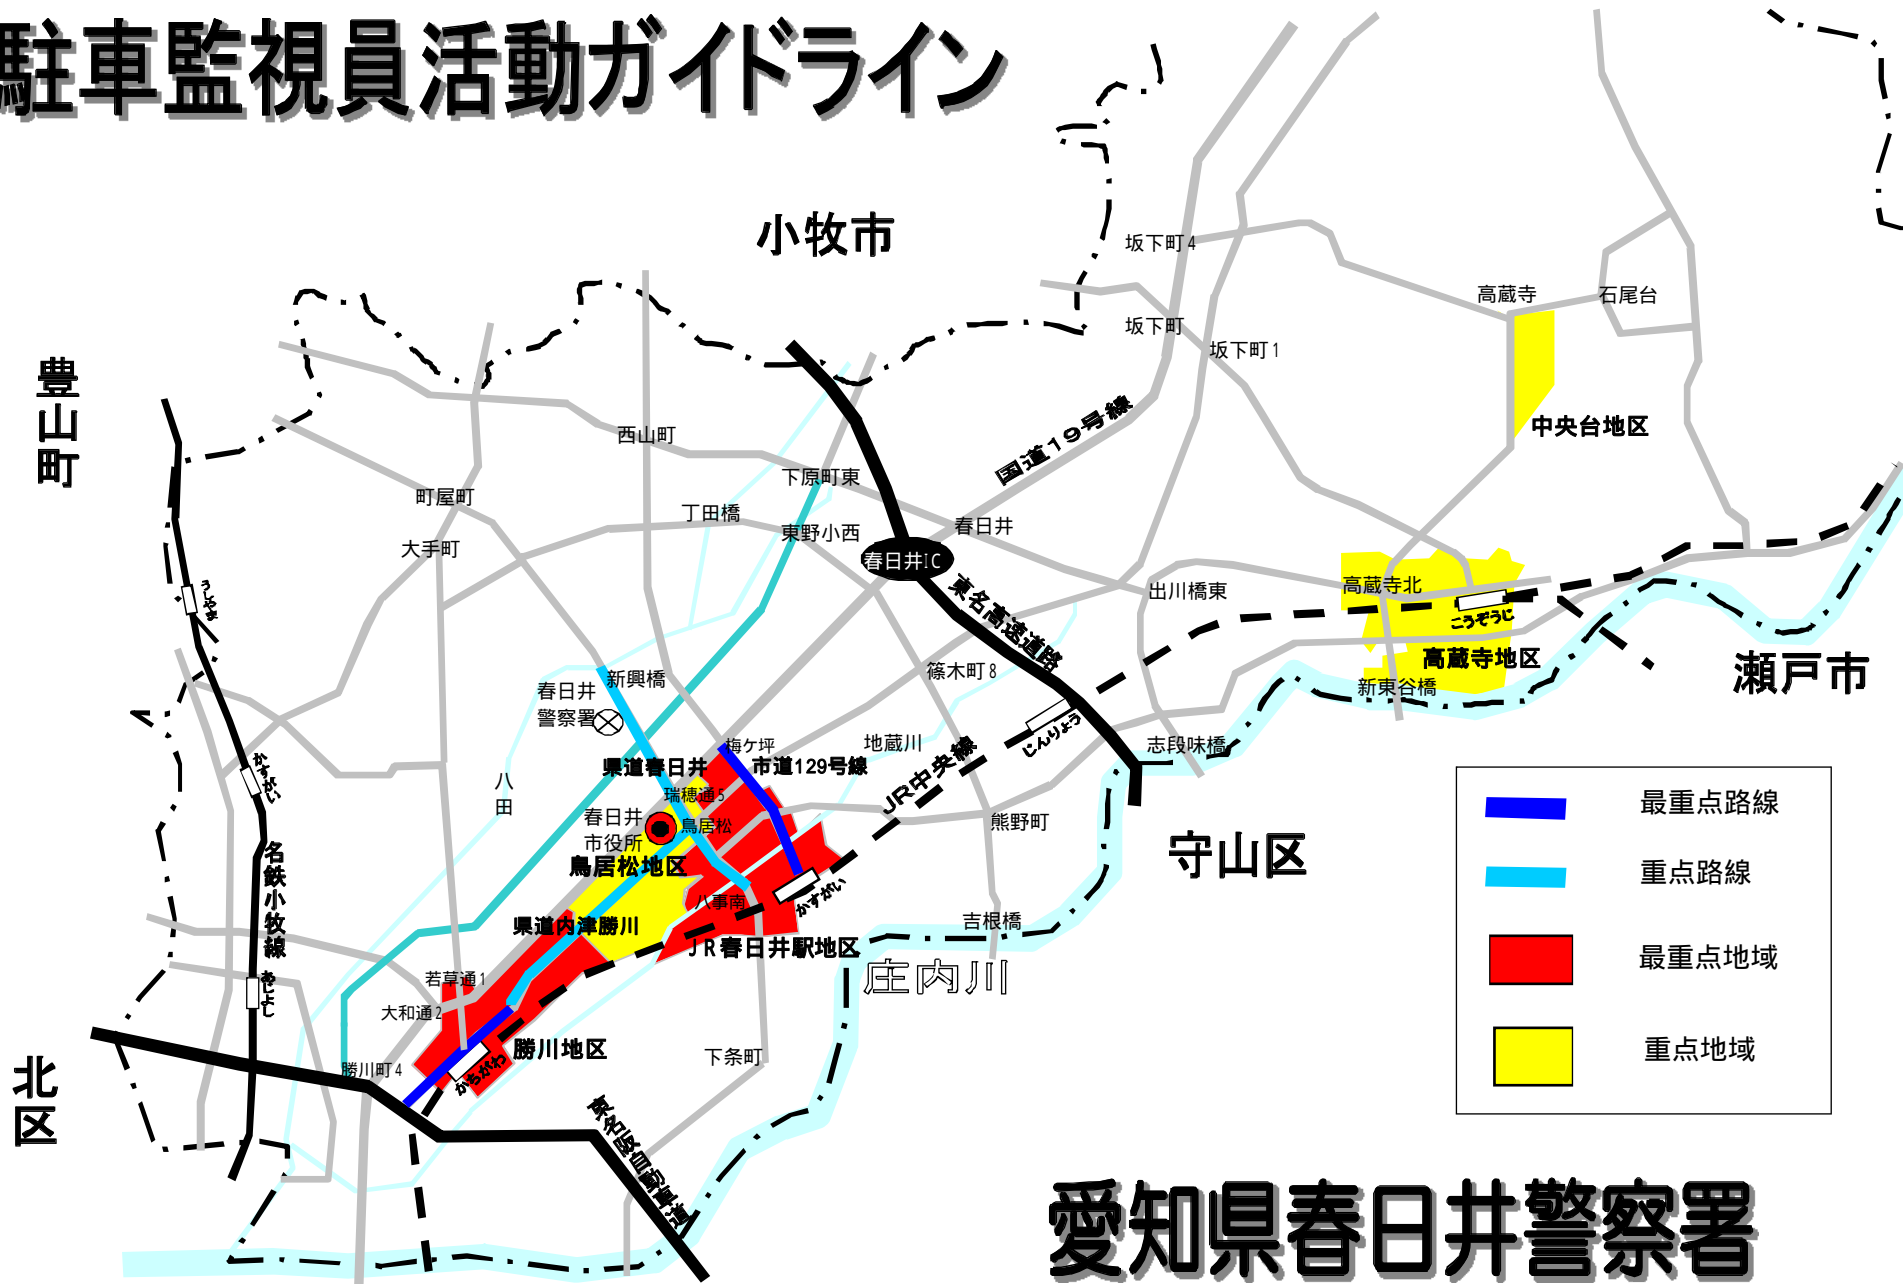 駐車監視員活動ガイドライン
小牧市
坂下町4
高蔵寺
石尾台
坂下町
坂下町1
豊山町
国道19号線
中央台地区
西山町
下原町東
町屋町
丁田橋
東野小西
春日井
大手町
春日井IC
東名高速道路
出川橋東
高蔵寺北
うしやま
こうぞうじ
高蔵寺地区
瀬戸市
新東谷橋
篠木町8
新興橋
春日井
警察署
じんりょう
志段味橋
地蔵川
梅ケ坪
市道129号線
県道春日井
かすがい
八田
瑞穂通5
JR中央線
春日井
市役所
鳥居松
熊野町
最重点路線
重点路線
最重点地域
重点地域
守山区
鳥居松地区
名鉄小牧線
かすがい
八事南
県道内津勝川
吉根橋
JR春日井駅地区
庄内川
若草通1
あじよし
大和通2
勝川地区
下条町
勝川町4
かちがわ
北区
東名阪自動車道
愛知県春日井警察署